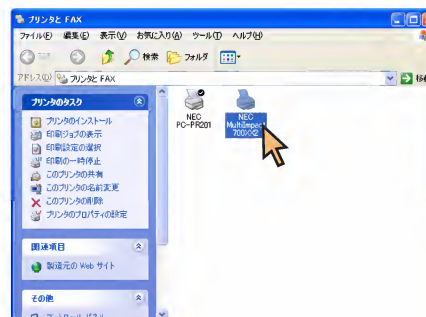 プリンタと FAX
ファイル(F) 編集(E) 表示(V) お気に入り(A) ツール(T) ヘルプ(H)
検索 フォルダ
アドレス(D) プリンタと FAX
プリンタのタスク
プリンタのインストール
印刷ジョブの表示
印刷設定の選択
印刷の一時停止
このプリンタの共有
このプリンタの名前変更
このプリンタの削除
プリンタのプロパティの設定
NEC
PC-PR201
NEC
MultiImpact
700XX2
関連項目
製造元の Web サイト
その他